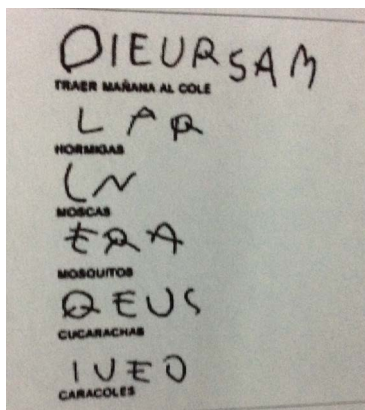 OIEURSAM
TRAER MAÑANA AL COLE
LAR
HORMIGAS
LN
MOSCAS
ERA
MOSQUITOS
QEUS
CUCARACHAS
IUEO
CARACOLES